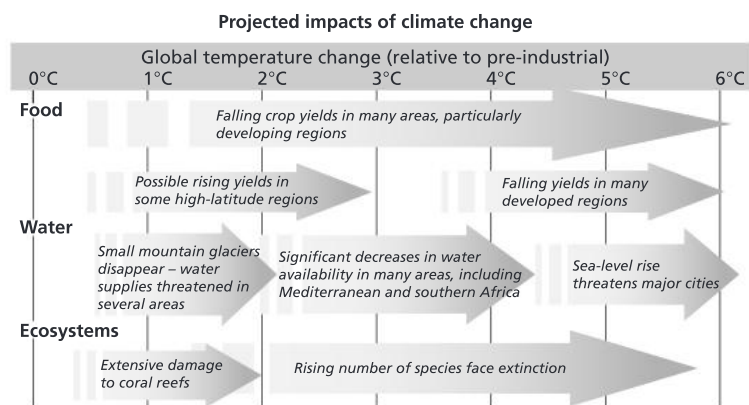 Projected impacts of climate change
Global temperature change (relative to pre-industrial)
0°C 1°C 2°C 3°C 4°C 5°C 6°C
Food
Falling crop yields in many areas, particularly
developing regions
Possible rising yields in
some high-latitude regions
Falling yields in many
developed regions
Water
Small mountain glaciers
disappear – water
supplies threatened in
several areas
Significant decreases in water
availability in many areas, including
Mediterranean and southern Africa
Sea-level rise
threatens major cities
Ecosystems
Extensive damage
to coral reefs
Rising number of species face extinction